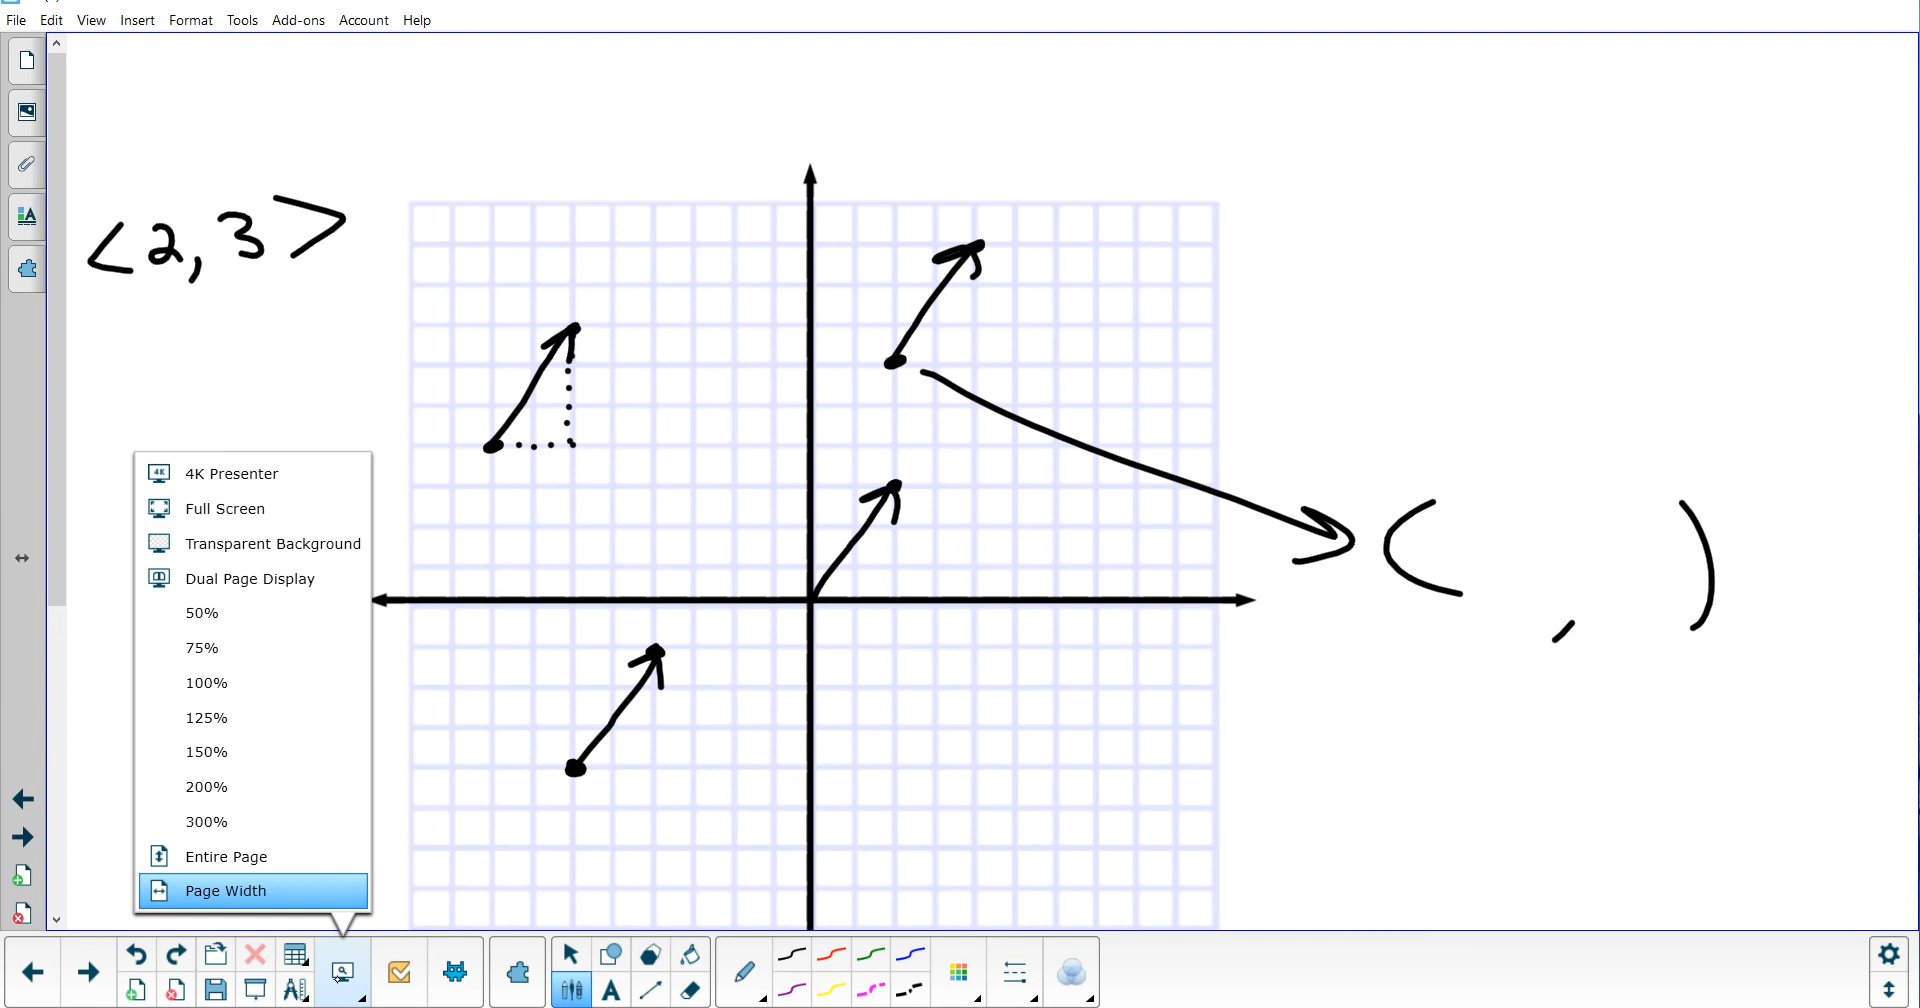 File Edit View Insert Format Tools Add-ons Account Help
<2,3>
( , )
4K Presenter
Full Screen
Transparent Background
Dual Page Display
50%
75%
100%
125%
150%
200%
300%
Entire Page
Page Width